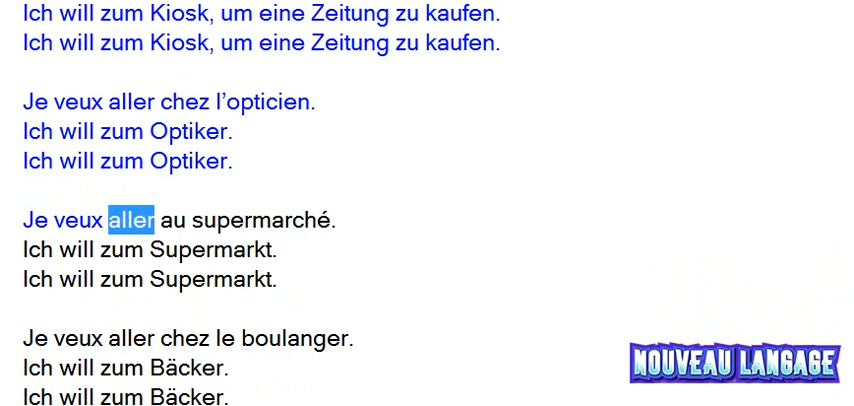 Ich will zum Kiosk, um eine Zeitung zu kaufen.
Ich will zum Kiosk, um eine Zeitung zu kaufen.
Je veux aller chez l’opticien.
Ich will zum Optiker.
Ich will zum Optiker.
Je veux aller au supermarché.
Ich will zum Supermarkt.
Ich will zum Supermarkt.
Je veux aller chez le boulanger.
Ich will zum Bäcker.
Ich will zum Bäcker.
NOUVEAU LANGAGE